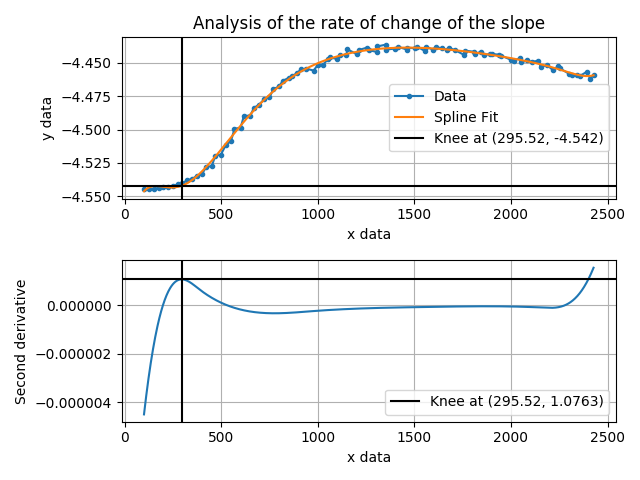 Analysis of the rate of change of the slope
y data
−4.450
−4.475
−4.500
−4.525
−4.550
Data
Spline Fit
Knee at (295.52, -4.542)
0
500
1000
1500
2000
2500
x data
Second derivative
0.000000
−0.000002
−0.000004
Knee at (295.52, 1.0763)
0
500
1000
1500
2000
2500
x data